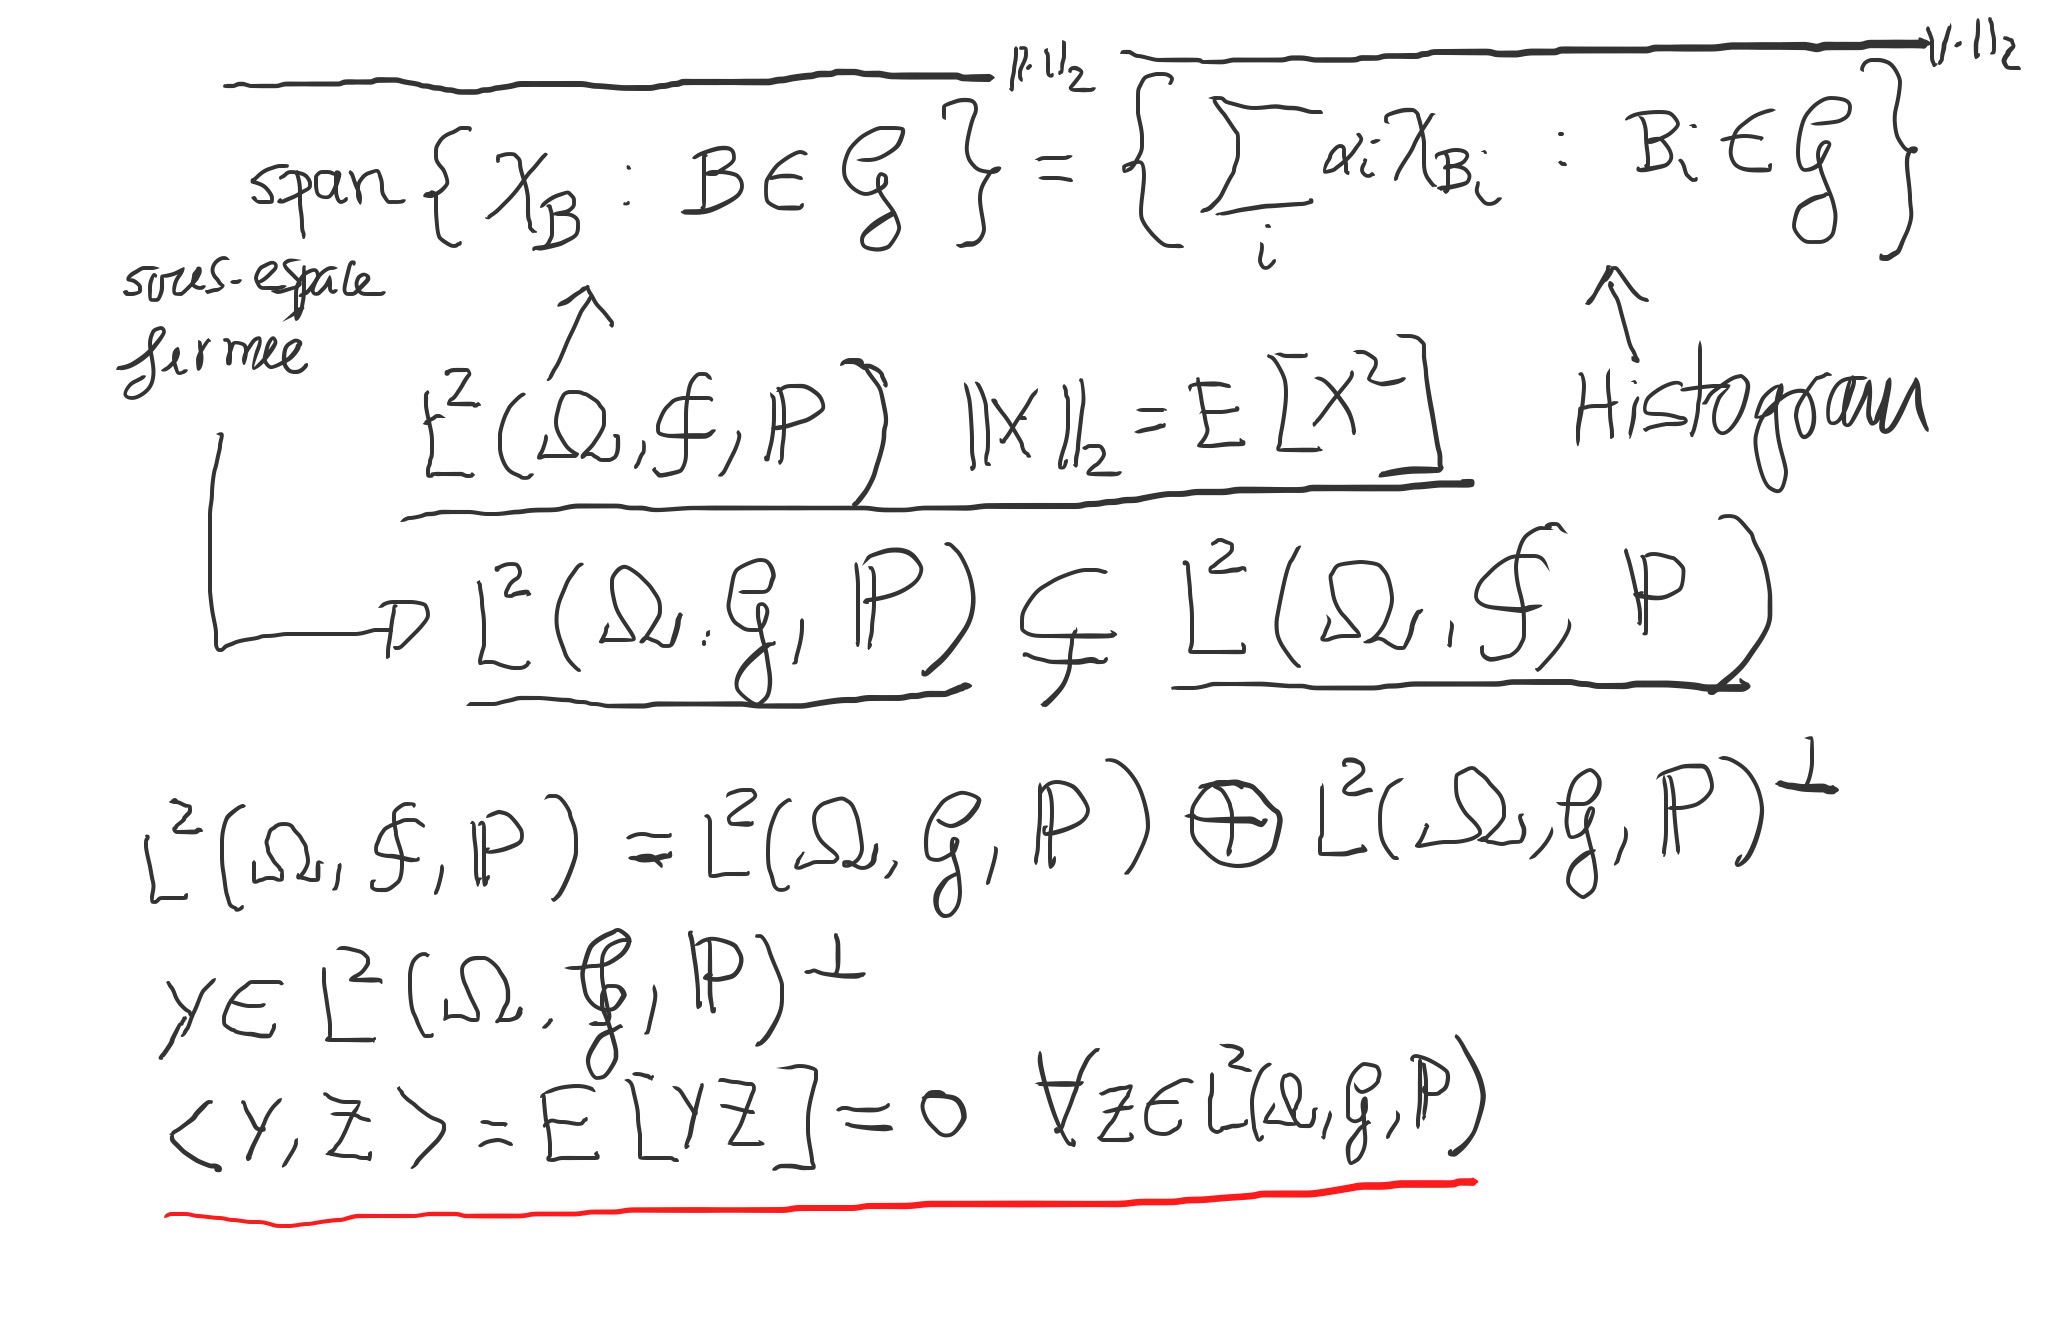 $\overline{\text{span}\{\chi_B : B \in \mathcal{G}\}}^{\|\cdot\|_2} = \overline{\{\sum_i \alpha_i \chi_{B_i} : B_i \in \mathcal{G}\}}^{\|\cdot\|_2}$
sous-espace
fermee
$L^2(\Omega, \mathcal{F}, \mathbb{P}) \quad \|X\|_2 = E[X^2]$ ↑ Histogram
$L^2(\Omega, \mathcal{G}, \mathbb{P}) \subsetneq L^2(\Omega, \mathcal{F}, \mathbb{P})$
$L^2(\Omega, \mathcal{F}, \mathbb{P}) = L^2(\Omega, \mathcal{G}, \mathbb{P}) \oplus L^2(\Omega, \mathcal{G}, \mathbb{P})^\perp$
$Y \in L^2(\Omega, \mathcal{G}, \mathbb{P})^\perp$
$\langle Y, Z \rangle = E[YZ] = 0 \quad \forall Z \in L^2(\Omega, \mathcal{G}, \mathbb{P})$